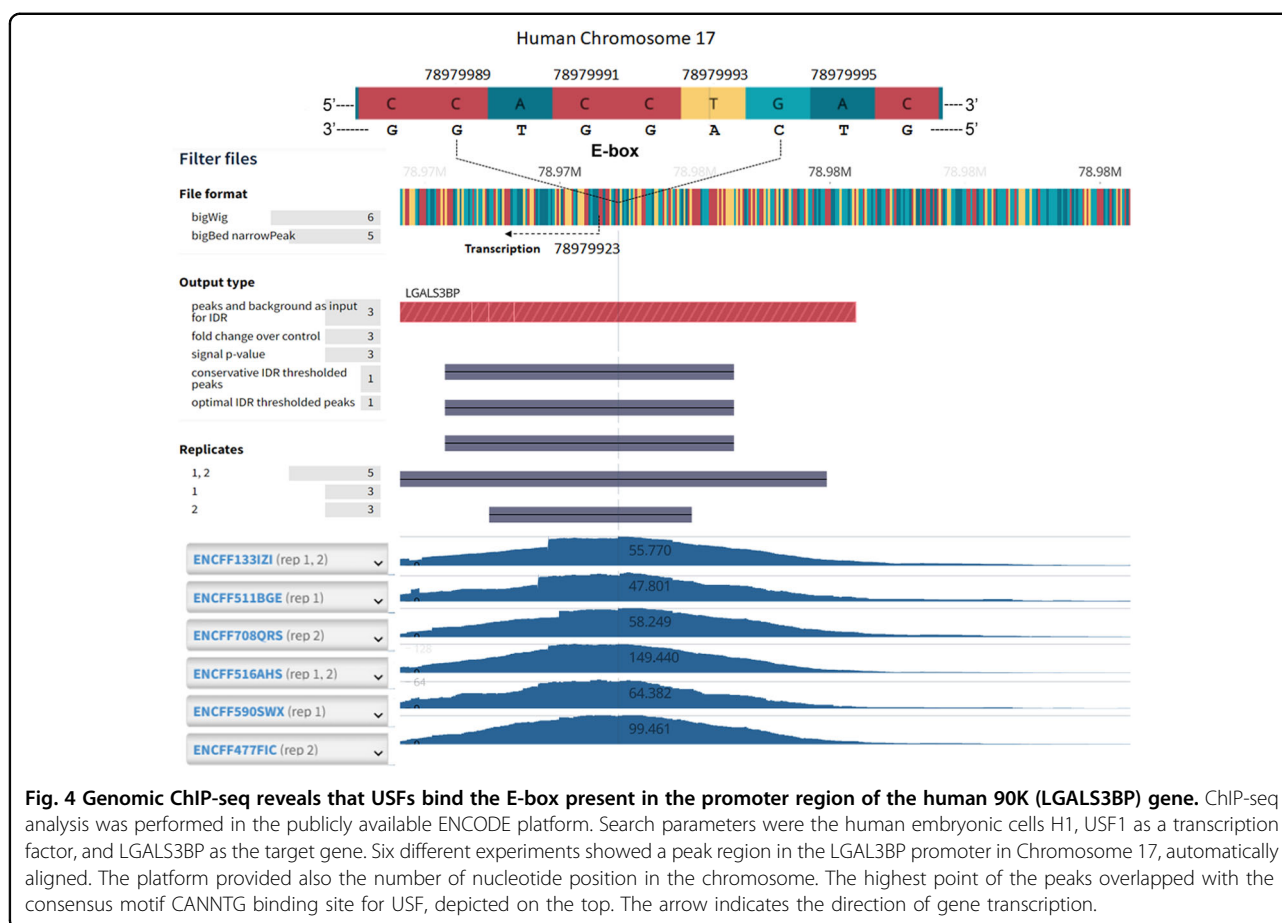 Human Chromosome 17
78979989 78979991 78979993 78979995
5'---- C C A C C T G A C ---3'
3'------ G G T G G A C T G -----5'
E-box
Filter files
78.97M 78.97M 78.98M 78.98M 78.98M 78.98M
File format
bigWig 6
bigBed narrowPeak 5
Transcription 78979923
Output type
LGALS3BP
peaks and background as input for IDR 3
fold change over control 3
signal p-value 3
conservative IDR thresholded peaks 1
optimal IDR thresholded peaks 1
Replicates
1, 2 5
1 3
2 3
ENCFF133IZI (rep 1, 2) 55.770
ENCFF511BGE (rep 1) 47.801
ENCFF708QRS (rep 2) 58.249
128
ENCFF516AHS (rep 1, 2) 149.440
64
ENCFF590SWX (rep 1) 64.382
ENCFF477FIC (rep 2) 99.461
Fig. 4 Genomic ChIP-seq reveals that USFs bind the E-box present in the promoter region of the human 90K (LGALS3BP) gene. ChIP-seq
analysis was performed in the publicly available ENCODE platform. Search parameters were the human embryonic cells H1, USF1 as a transcription
factor, and LGALS3BP as the target gene. Six different experiments showed a peak region in the LGAL3BP promoter in Chromosome 17, automatically
aligned. The platform provided also the number of nucleotide position in the chromosome. The highest point of the peaks overlapped with the
consensus motif CANNTG binding site for USF, depicted on the top. The arrow indicates the direction of gene transcription.